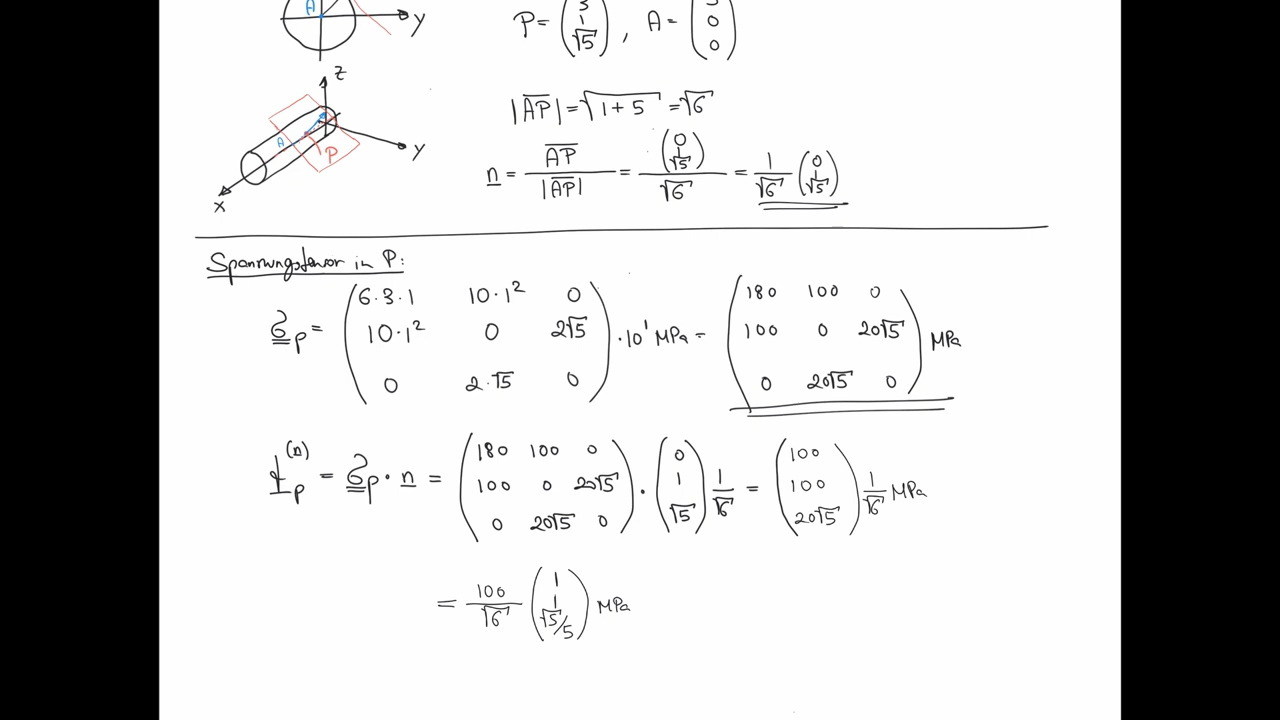 A
y
P = (3 1 √5), A = (3 0 0)
z
|AP| = √(1+5) = √6
A
P
y
x
n = AP / |AP| = (0 1 √5) / √6 = 1/√6 (0 1 √5)
Spannungstensor in P:
σ_P = (6·3·1 10·1² 0
10·1² 0 2√5
0 2·√5 0) · 10¹ MPa = (180 100 0
100 0 20√5
0 20√5 0) MPa
t_P^(n) = σ_P · n = (180 100 0
100 0 20√5
0 20√5 0) · (0 1 √5) 1/√6 = (100 100 20√5) 1/√6 MPa
= 100/√6 (1 1 √5/5) MPa